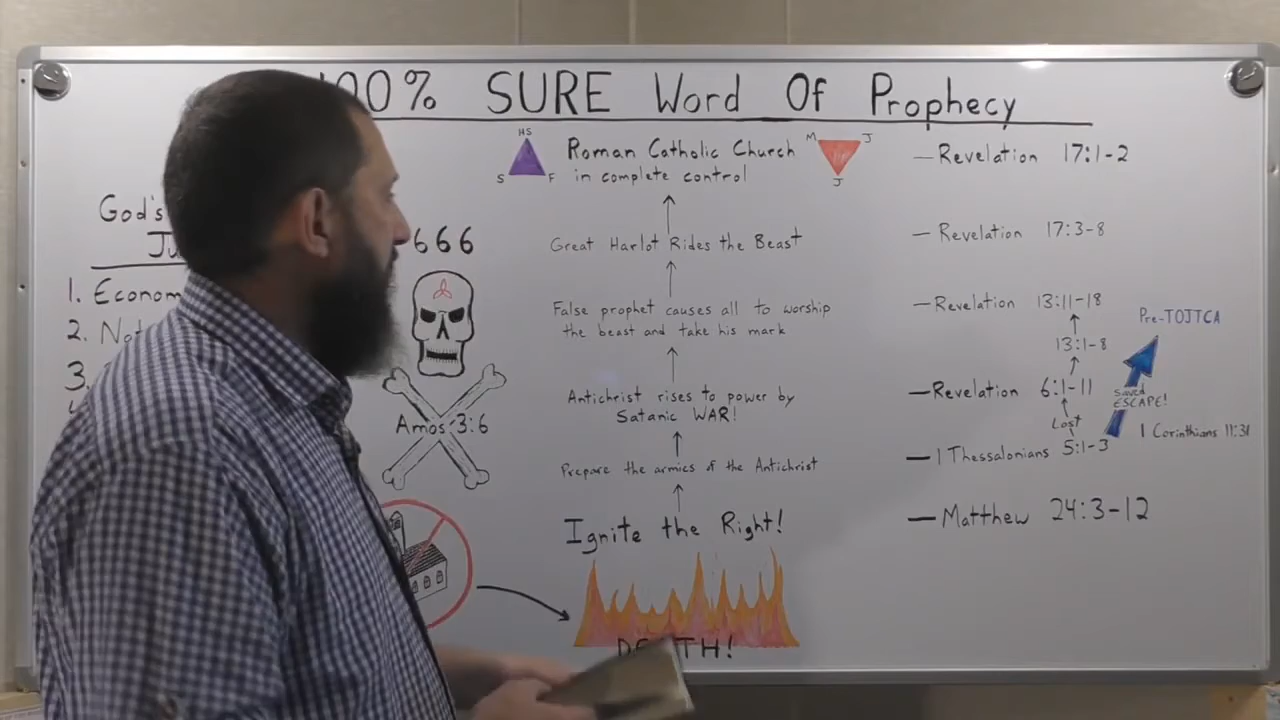 100% SURE Word Of Prophecy
God's
1. Econom
2. Not
3.
666
Amos 3:6
HS
S F
Roman Catholic Church
in complete control
M J
J
Great Harlot Rides the Beast
False prophet causes all to worship
the beast and take his mark
Antichrist rises to power by
Satanic WAR!
Prepare the armies of the Antichrist
Ignite the Right!
DEATH!
— Revelation 17:1-2
— Revelation 17:3-8
— Revelation 13:11-18
13:1-8
— Revelation 6:1-11
Lost
— 1 Thessalonians 5:1-3
— Matthew 24:3-12
Pre-TOJTCA
Saved
ESCAPE!
1 Corinthians 11:31